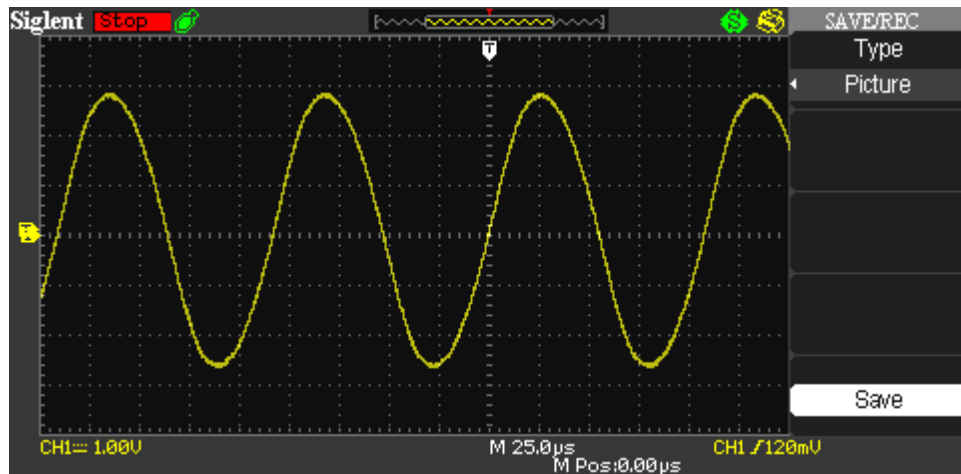 Siglent Stop SAVE/REC
Type
T
Picture
Save
CH1 1.00V M 25.0µs CH1 /120mV
M Pos:0.00µs